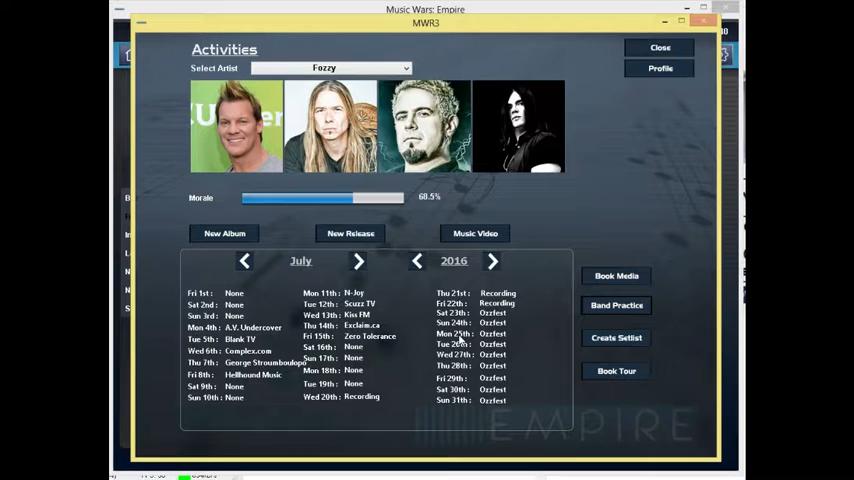 Music Wars: Empire
MWR3
Activities
Close
Select Artist Fozzy
Profile
Morale 68.5%
New Album New Release Music Video
July 2016
Book Media
Band Practice
Create Setlist
Book Tour
Fri 1st: None
Sat 2nd: None
Sun 3rd: None
Mon 4th: A.V. Undercover
Tue 5th: Blank TV
Wed 6th: Complex.com
Thu 7th: George Stroumboulopo
Fri 8th: Hellhound Music
Sat 9th: None
Sun 10th: None
Mon 11th: N-Joy
Tue 12th: Scuzz TV
Wed 13th: Kiss FM
Thu 14th: Exclaim.ca
Fri 15th: Zero Tolerance
Sat 16th: None
Sun 17th: None
Mon 18th: None
Tue 19th: None
Wed 20th: Recording
Thu 21st: Recording
Fri 22th: Recording
Sat 23th: Ozzfest
Sun 24th: Ozzfest
Mon 25th: Ozzfest
Tue 26th: Ozzfest
Wed 27th: Ozzfest
Thu 28th: Ozzfest
Fri 29th: Ozzfest
Sat 30th: Ozzfest
Sun 31th: Ozzfest
EMPIRE